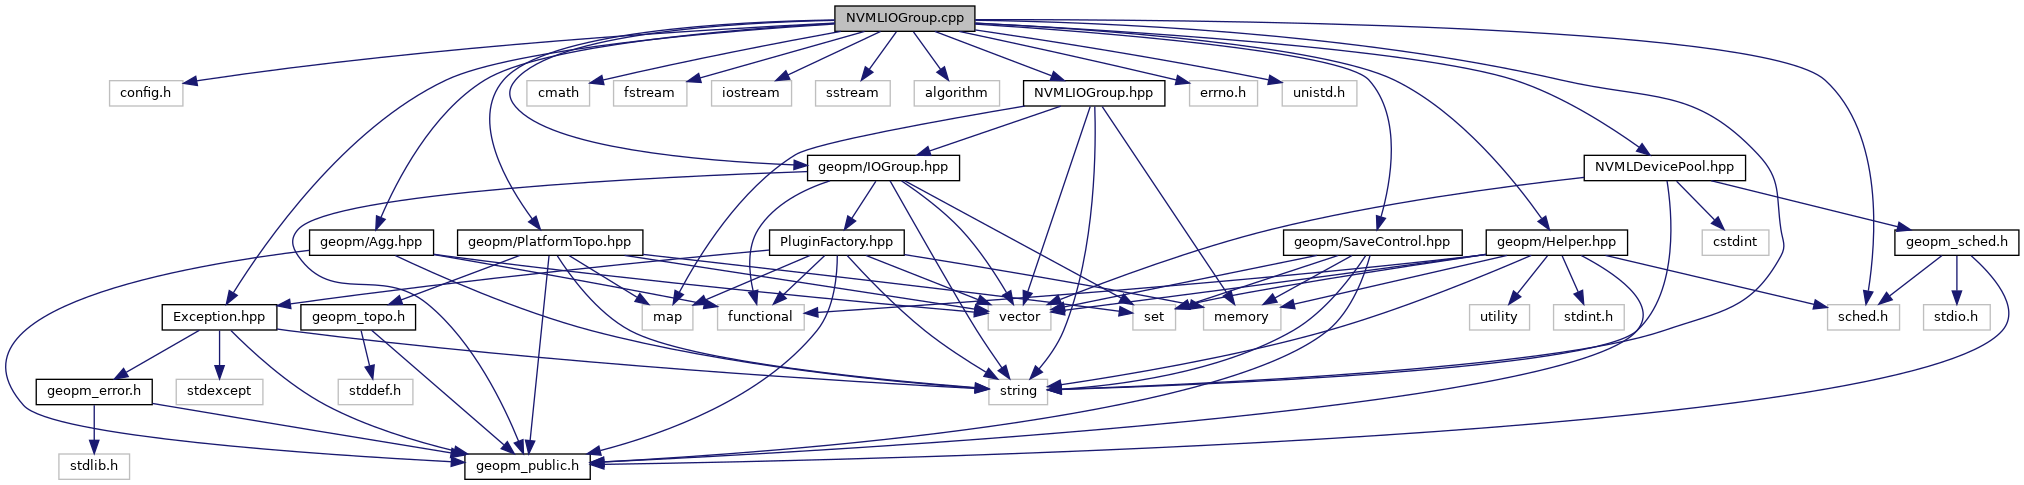 NVMLIOGroup.cpp
config.h
cmath
fstream
iostream
sstream
algorithm
NVMLIOGroup.hpp
errno.h
unistd.h
geopm/IOGroup.hpp
NVMLDevicePool.hpp
geopm/Agg.hpp
geopm/PlatformTopo.hpp
PluginFactory.hpp
geopm/SaveControl.hpp
geopm/Helper.hpp
cstdint
geopm_sched.h
Exception.hpp
geopm_topo.h
map
functional
vector
set
memory
utility
stdint.h
sched.h
stdio.h
geopm_error.h
stdexcept
stddef.h
string
stdlib.h
geopm_public.h